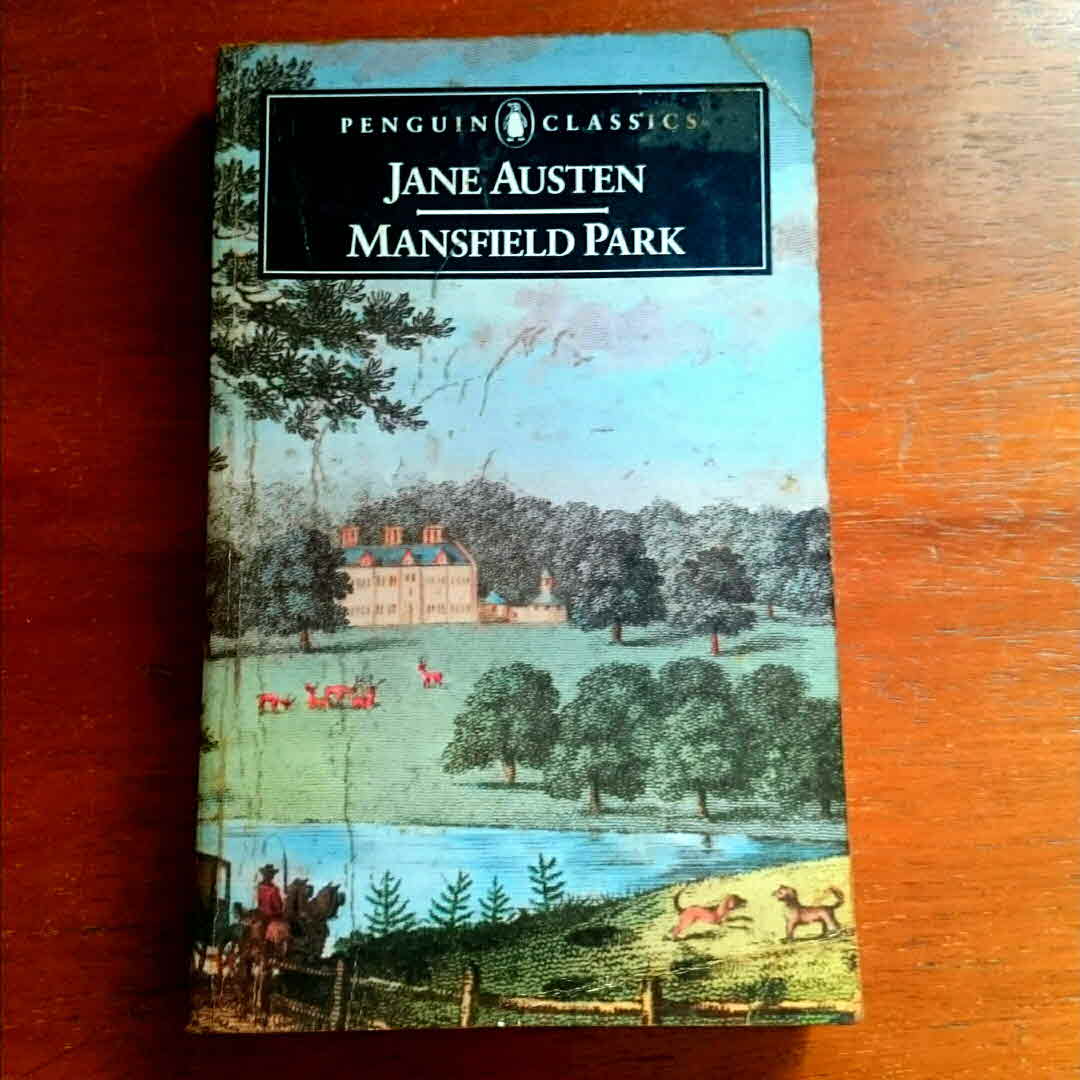 PENGUIN CLASSICS
JANE AUSTEN
MANSFIELD PARK